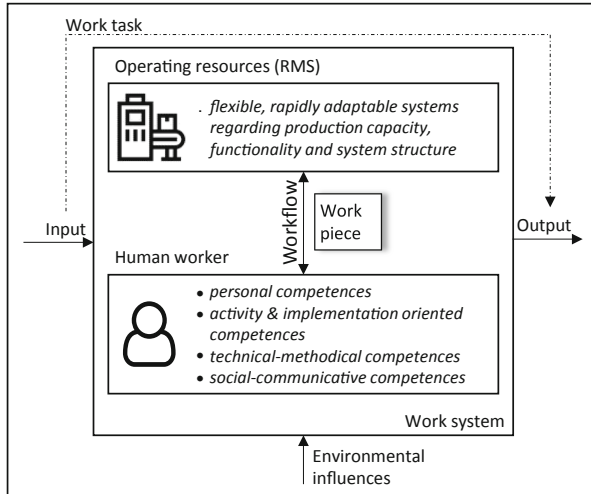 Work task
Operating resources (RMS)
. flexible, rapidly adaptable systems
regarding production capacity,
functionality and system structure
Workflow
Work
piece
Input
Output
Human worker
• personal competences
• activity & implementation oriented
competences
• technical-methodical competences
• social-communicative competences
Work system
Environmental
influences